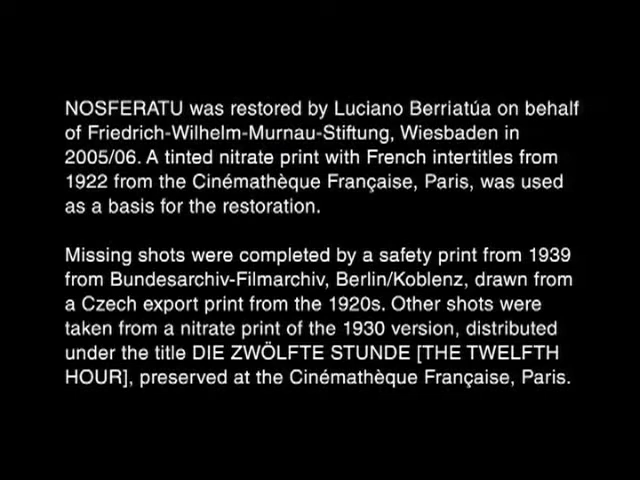 NOSFERATU was restored by Luciano Berriatúa on behalf
of Friedrich-Wilhelm-Murnau-Stiftung, Wiesbaden in
2005/06. A tinted nitrate print with French intertitles from
1922 from the Cinémathèque Française, Paris, was used
as a basis for the restoration.
Missing shots were completed by a safety print from 1939
from Bundesarchiv-Filmarchiv, Berlin/Koblenz, drawn from
a Czech export print from the 1920s. Other shots were
taken from a nitrate print of the 1930 version, distributed
under the title DIE ZWÖLFTE STUNDE [THE TWELFTH
HOUR], preserved at the Cinémathèque Française, Paris.